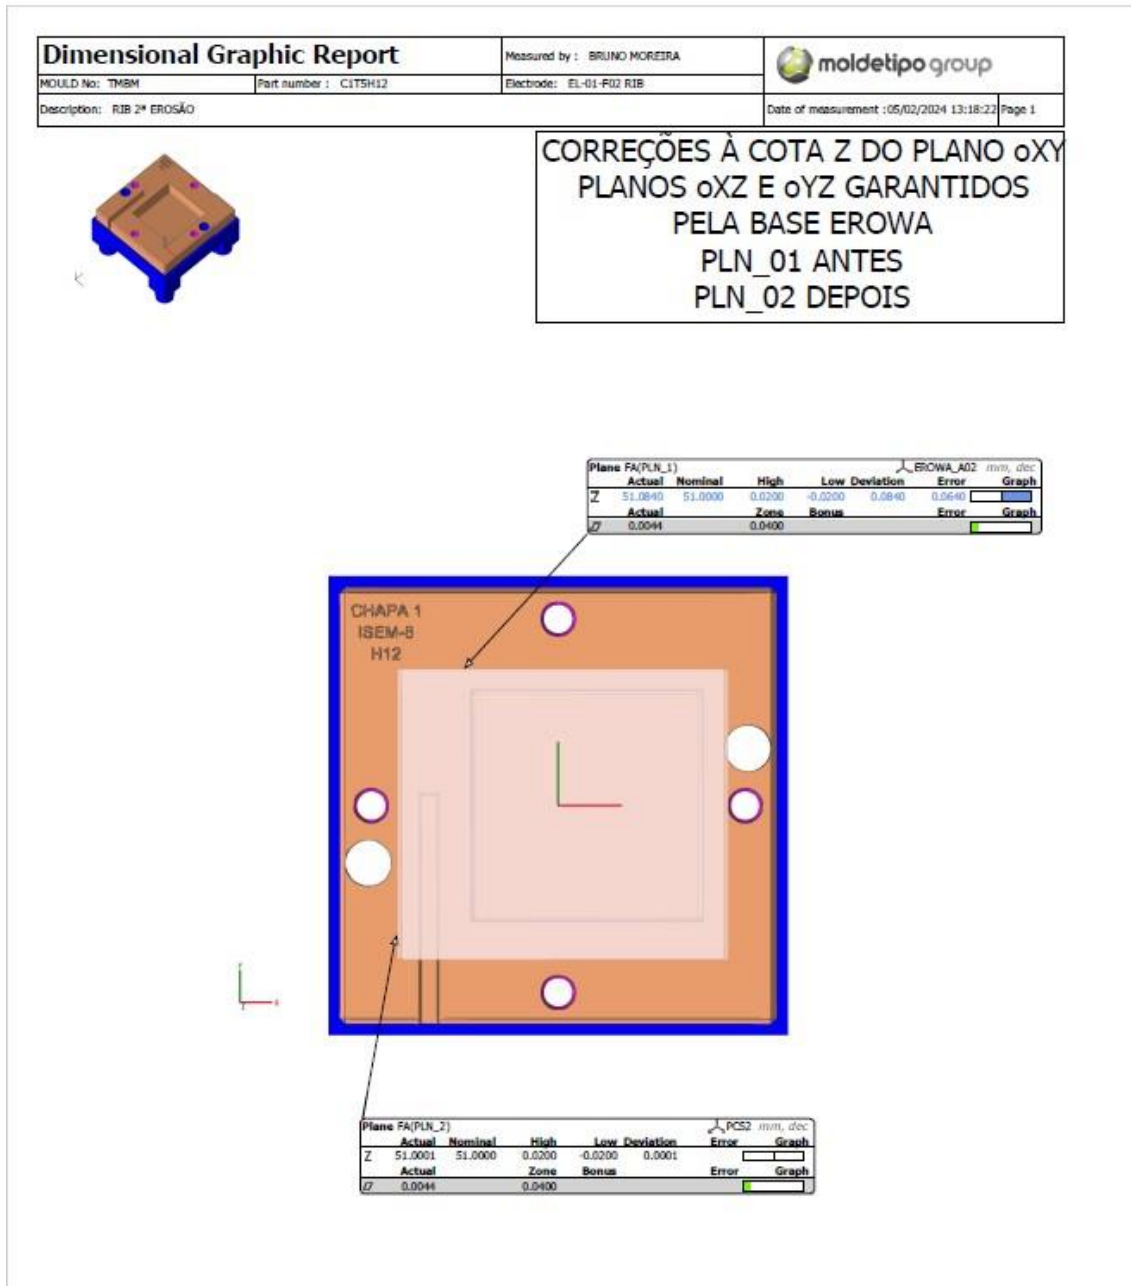 Dimensional Graphic Report
Measured by : BRUNO MOREIRA
moldetipo group
MOULD No: TMBM
Part number : C1T5H12
Electrode: EL-01-F02 RIB
Description: RIB 2ª EROSÃO
Date of measurement :05/02/2024 13:18:22
Page 1
CORREÇÕES À COTA Z DO PLANO oXY
PLANOS oXZ E oYZ GARANTIDOS
PELA BASE EROWA
PLN_01 ANTES
PLN_02 DEPOIS
Plane FA(PLN_1) EROWA_A02 mm, dec
Actual Nominal High Low Deviation Error Graph
Z 51.0840 51.0000 0.0200 -0.0200 0.0840 0.0640
Actual Zone Bonus Error Graph
0.0044 0.0400
CHAPA 1
ISEM-8
H12
Plane FA(PLN_2) PCS2 mm, dec
Actual Nominal High Low Deviation Error Graph
Z 51.0001 51.0000 0.0200 -0.0200 0.0001
Actual Zone Bonus Error Graph
0.0044 0.0400